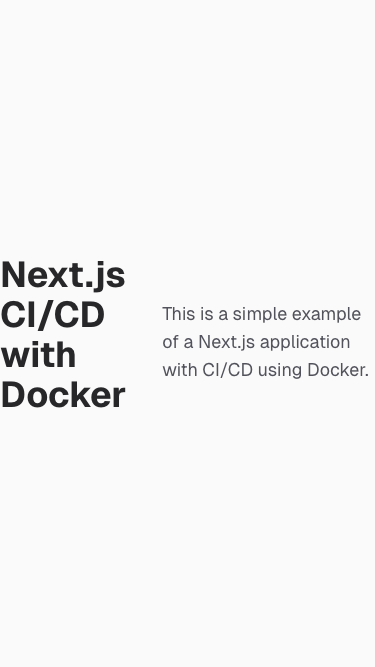 Next.js
CI/CD
with
Docker
This is a simple example
of a Next.js application
with CI/CD using Docker.